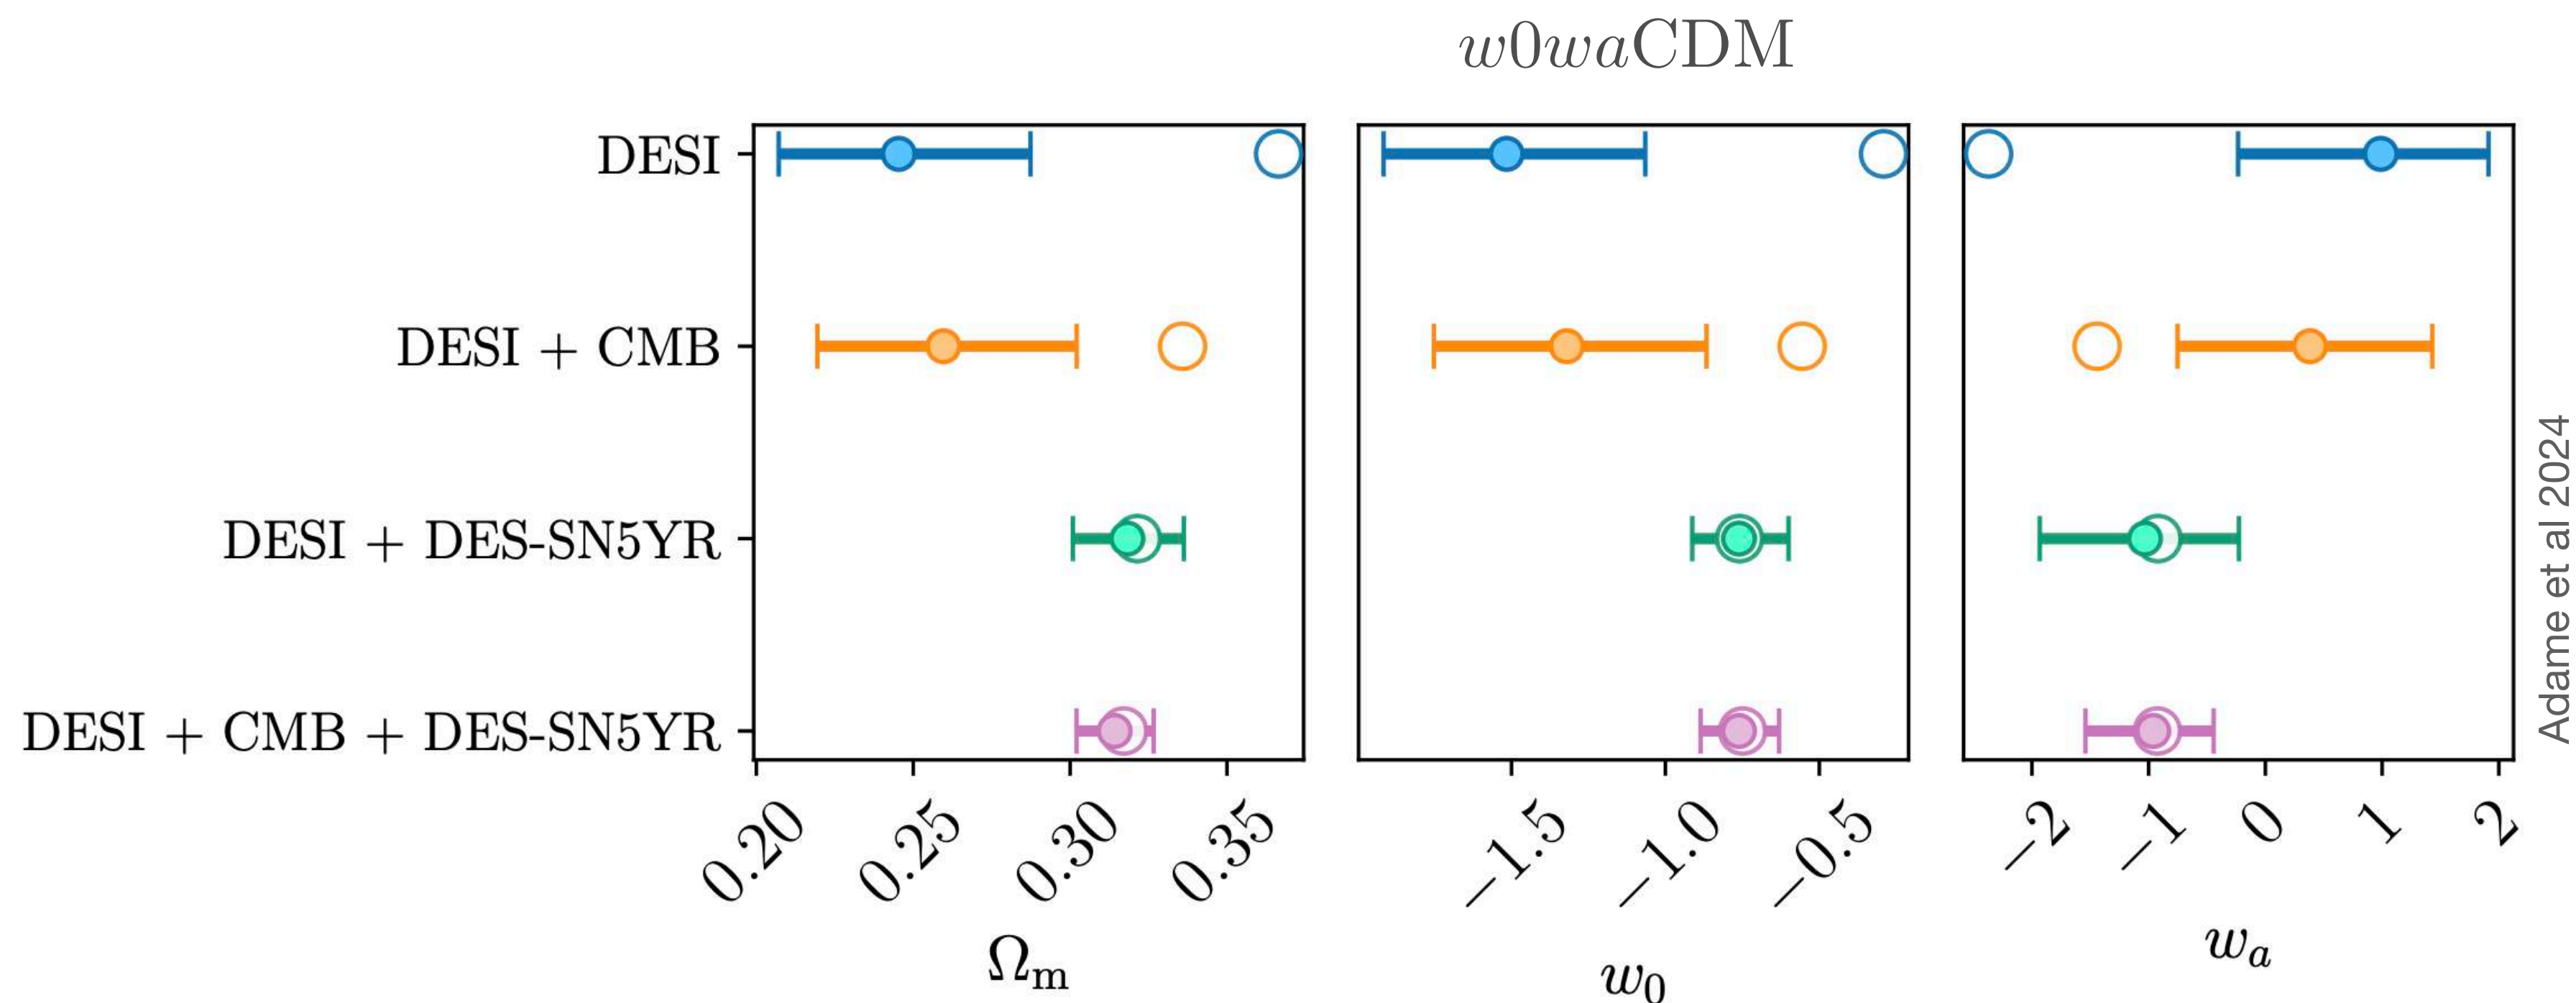 w0waCDM
DESI
DESI + CMB
DESI + DES-SN5YR
DESI + CMB + DES-SN5YR
0.20 0.25 0.30 0.35
Ωm
−1.5 −1.0 −0.5
w0
−2 −1 0 1 2
wa
Adame et al 2024